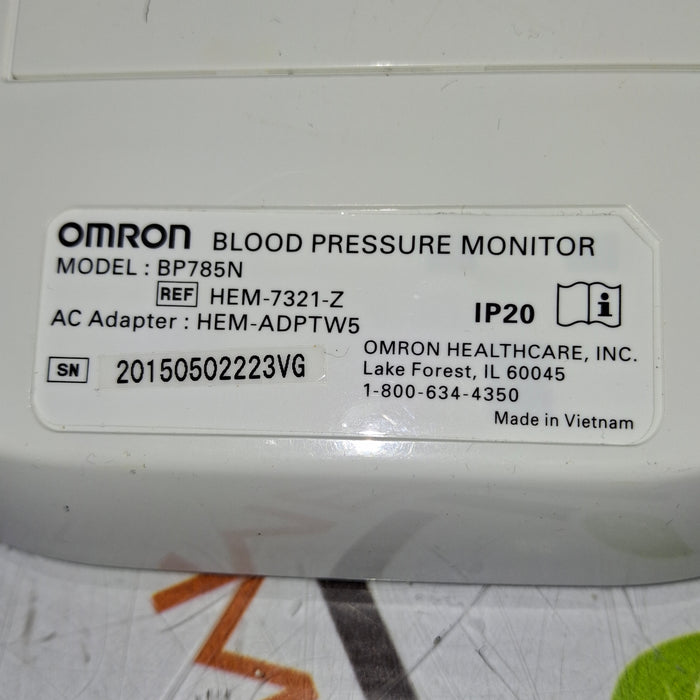 OMRON BLOOD PRESSURE MONITOR
MODEL : BP785N
REF HEM-7321-Z
AC Adapter : HEM-ADPTW5
IP20
SN 20150502223VG
OMRON HEALTHCARE, INC.
Lake Forest, IL 60045
1-800-634-4350
Made in Vietnam